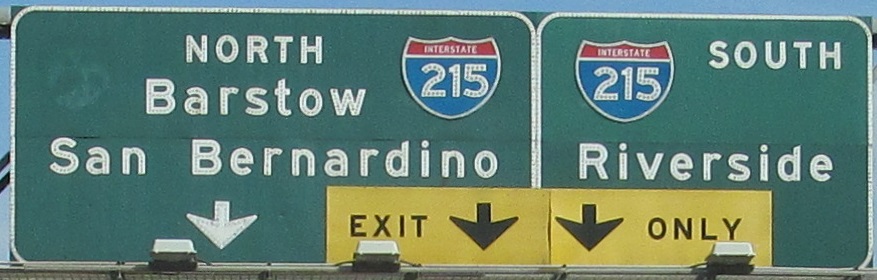 NORTH
Barstow
San Bernardino
INTERSTATE
215
INTERSTATE
215
SOUTH
Riverside
EXIT ONLY